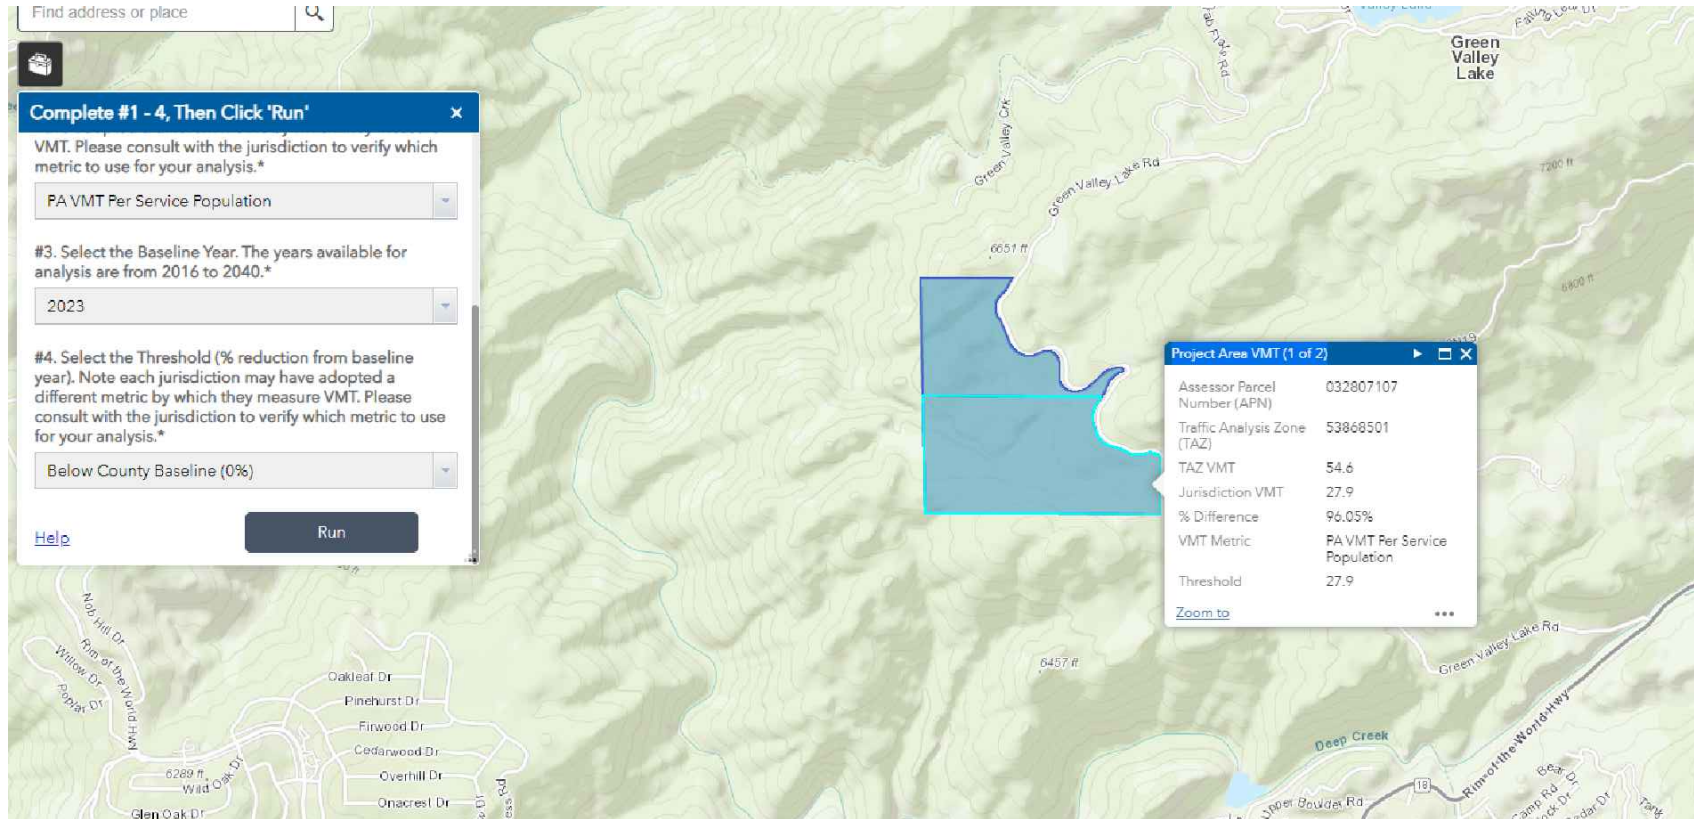 Find address or place
Complete #1 - 4, Then Click 'Run'
VMT. Please consult with the jurisdiction to verify which
metric to use for your analysis.*
PA VMT Per Service Population
#3. Select the Baseline Year. The years available for
analysis are from 2016 to 2040.*
2023
#4. Select the Threshold (% reduction from baseline
year). Note each jurisdiction may have adopted a
different metric by which they measure VMT. Please
consult with the jurisdiction to verify which metric to use
for your analysis.*
Below County Baseline (0%)
Help
Run
Green
Valley
Lake
Green Valley Crk
Green Valley Lake Rd
7200 ft
6651 ft
6800 ft
Project Area VMT (1 of 2)
Assessor Parcel
Number (APN)
032807107
Traffic Analysis Zone
(TAZ)
53868501
TAZ VMT
54.6
Jurisdiction VMT
27.9
% Difference
96.05%
VMT Metric
PA VMT Per Service
Population
Threshold
27.9
Zoom to
Green Valley Lake Rd
6457 ft
Nob Hill Dr
Rim of the World Hwy
Willow Dr
Poplar Dr
Oakleaf Dr
Pinehurst Dr
Firwood Dr
Cedarwood Dr
Overhill Dr
Onacrest Dr
6289 ft
Wild Oak Dr
Glen Oak Dr
Deep Creek
Rim-of-the-World-Hwy
18
Upper Boulder Rd
Bear Dr
Camp Rd